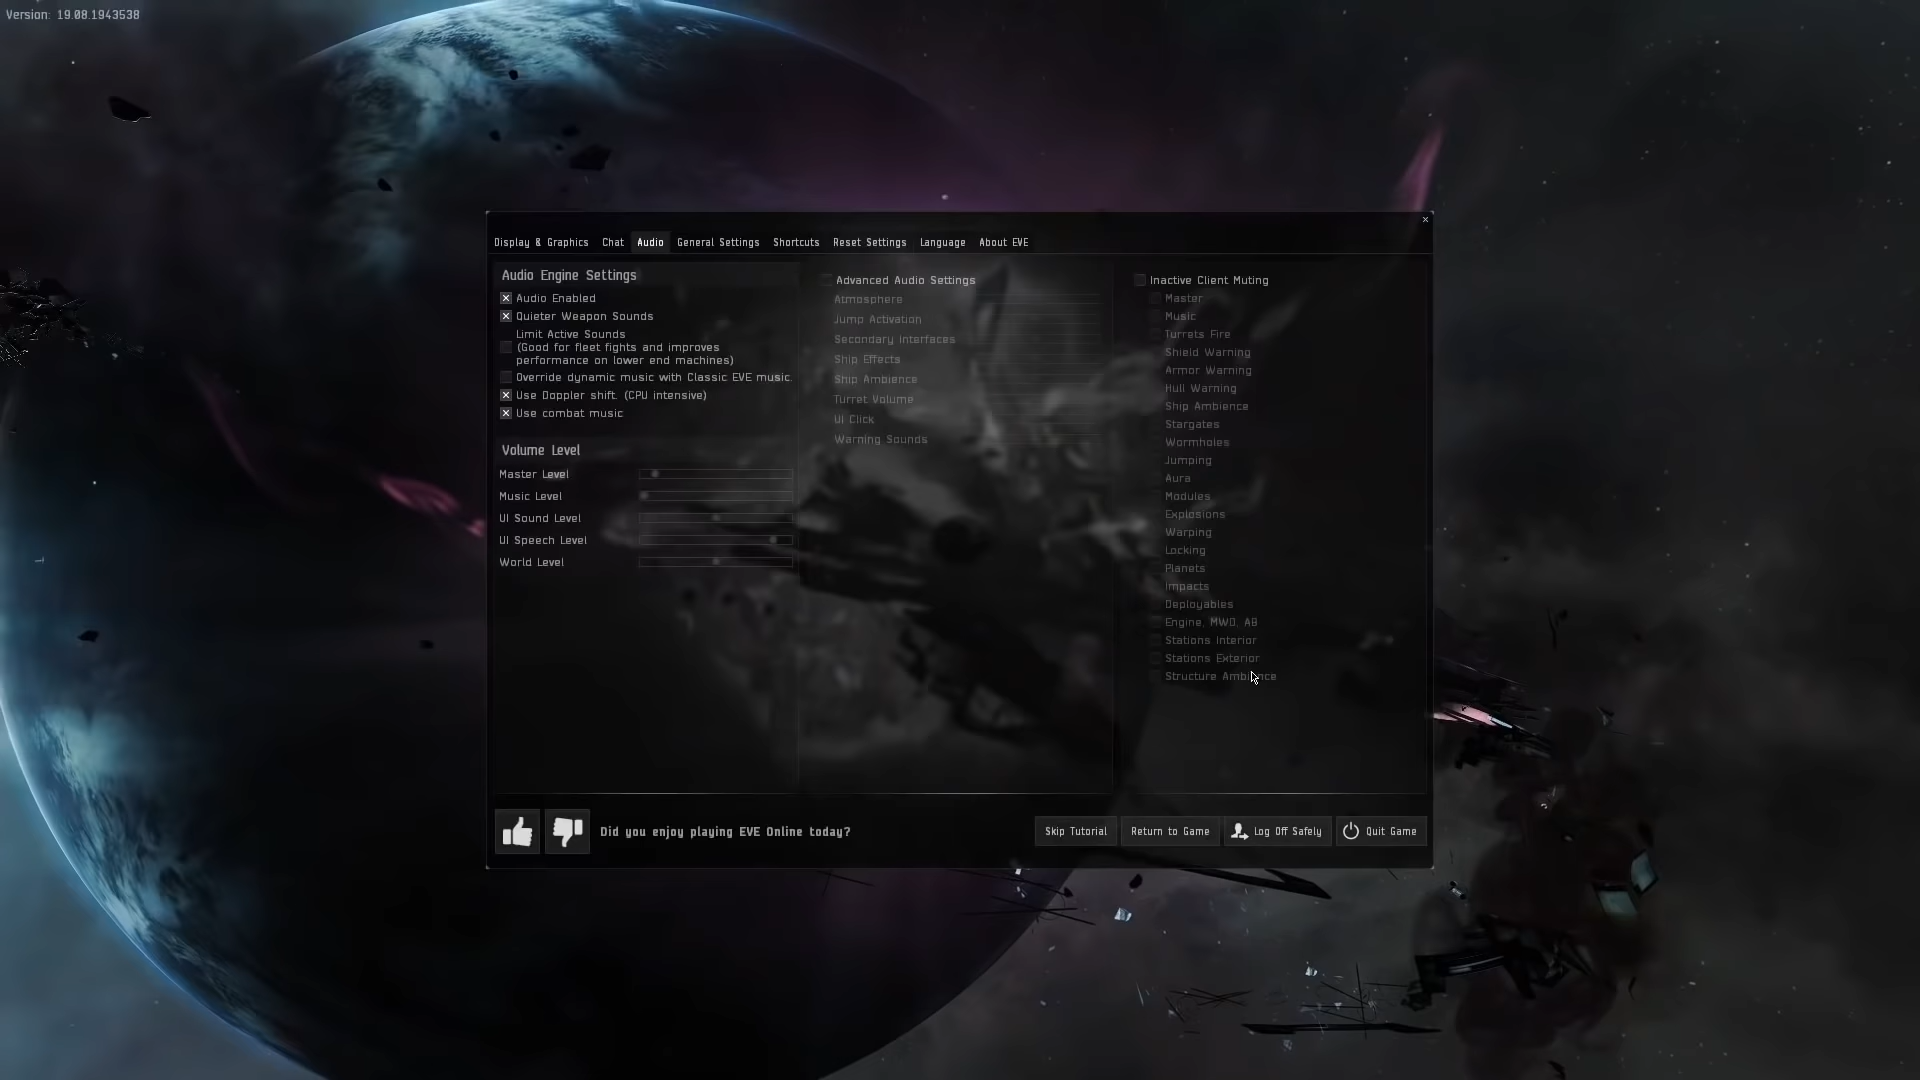 Version: 19.08.1943538
Display & Graphics Chat Audio General Settings Shortcuts Reset Settings Language About EVE
Audio Engine Settings
Audio Enabled
Quieter Weapon Sounds
Limit Active Sounds
(Good for fleet fights and improves
performance on lower end machines)
Override dynamic music with Classic EVE music.
Use Doppler shift. (CPU intensive)
Use combat music
Volume Level
Master Level
Music Level
UI Sound Level
UI Speech Level
World Level
Advanced Audio Settings
Atmosphere
Jump Activation
Secondary Interfaces
Ship Effects
Ship Ambience
Turret Volume
UI Click
Warning Sounds
Inactive Client Muting
Master
Music
Turrets Fire
Shield Warning
Armor Warning
Hull Warning
Ship Ambience
Stargates
Wormholes
Jumping
Aura
Modules
Explosions
Warping
Locking
Planets
Impacts
Deployables
Engine, MWD, AB
Stations Interior
Stations Exterior
Structure Ambience
Did you enjoy playing EVE Online today?
Skip Tutorial Return to Game Log Off Safely Quit Game